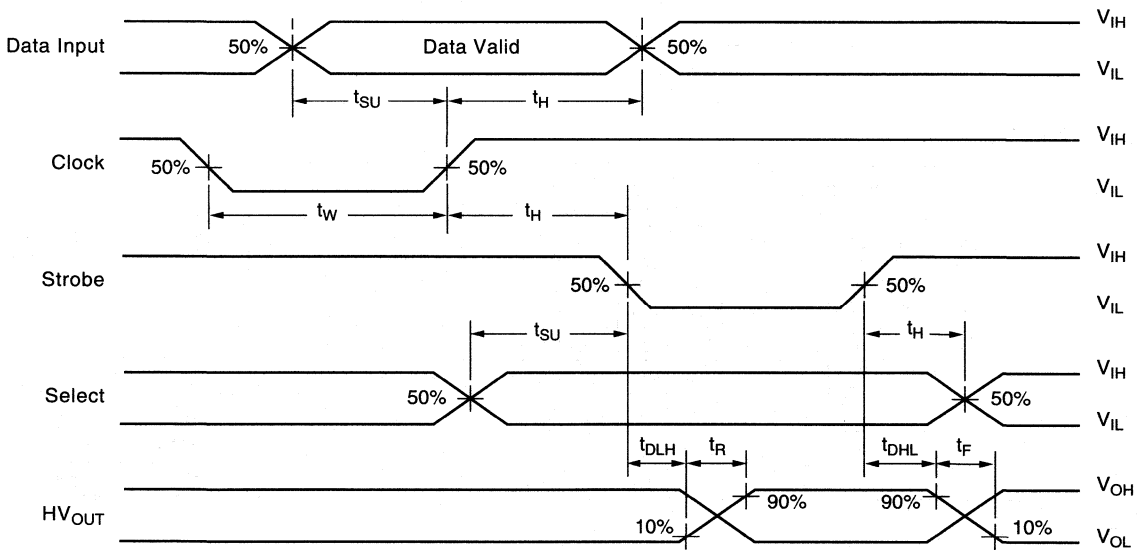 Data Input 50% Data Valid 50% V_IH
V_IL
t_SU t_H
Clock 50% 50% V_IH
V_IL
t_W t_H
Strobe 50% 50% V_IH
V_IL
t_SU t_H
Select 50% 50% V_IH
V_IL
t_DLH t_R t_DHL t_F
HV_OUT 10% 90% 90% 10% V_OH
V_OL